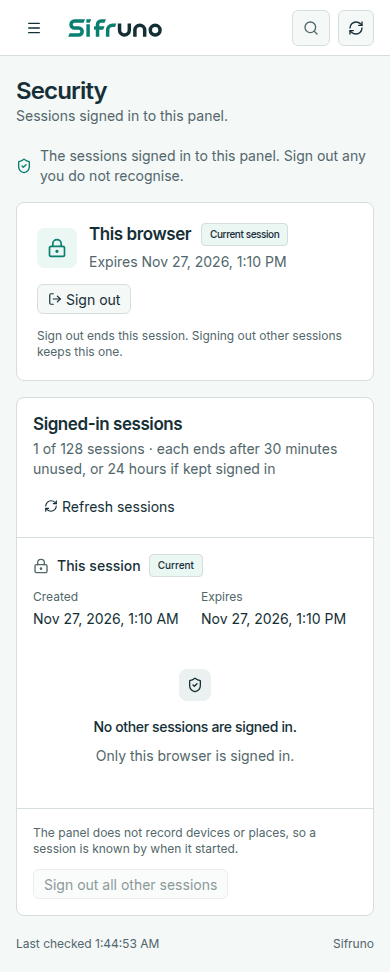 Sifruno
Security
Sessions signed in to this panel.
The sessions signed in to this panel. Sign out any
you do not recognise.
This browser
Current session
Expires Nov 27, 2026, 1:10 PM
Sign out
Sign out ends this session. Signing out other sessions
keeps this one.
Signed-in sessions
1 of 128 sessions · each ends after 30 minutes
unused, or 24 hours if kept signed in
Refresh sessions
This session
Current
Created
Expires
Nov 27, 2026, 1:10 AM
Nov 27, 2026, 1:10 PM
No other sessions are signed in.
Only this browser is signed in.
The panel does not record devices or places, so a
session is known by when it started.
Sign out all other sessions
Last checked 1:44:53 AM
Sifruno